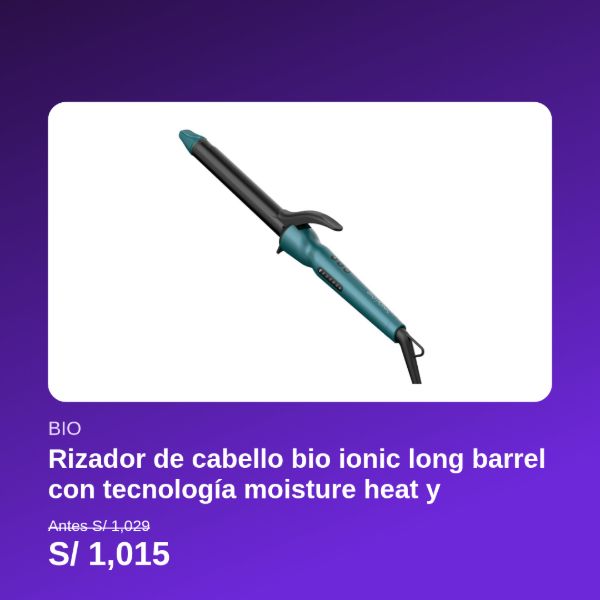 BIO
Rizador de cabello bio ionic long barrel
con tecnología moisture heat y
Antes S/ 1,029
S/ 1,015